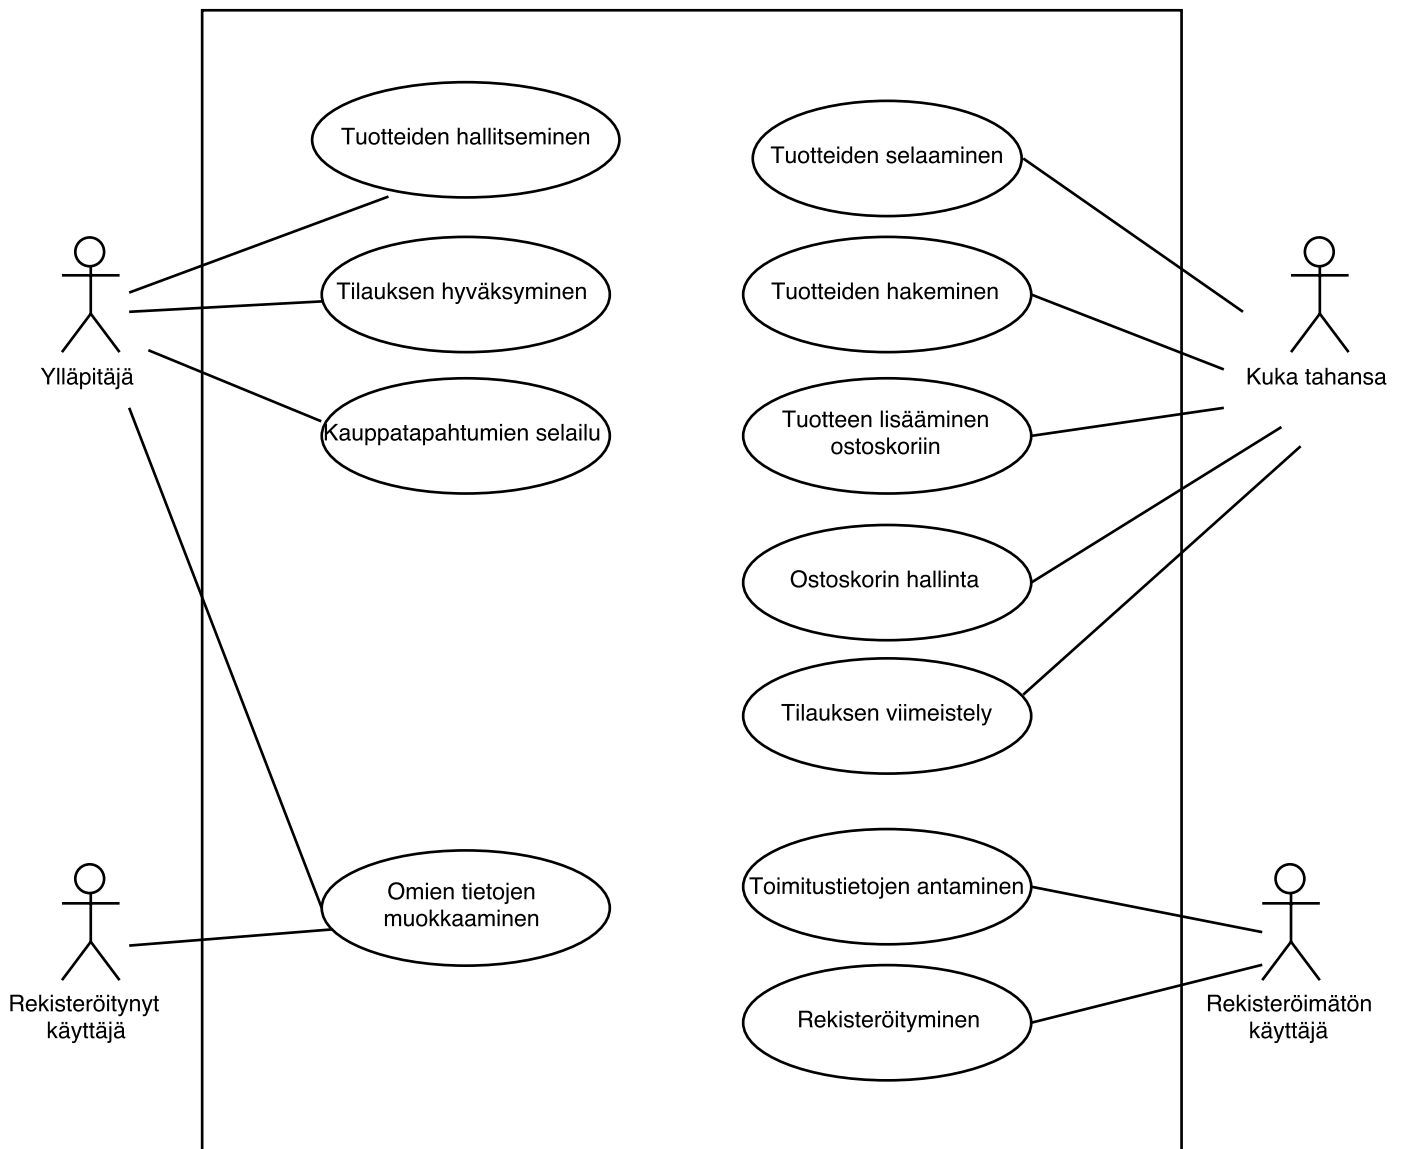 Tuotteiden hallitseminen
Tuotteiden selaaminen
Tilauksen hyväksyminen
Tuotteiden hakeminen
Ylläpitäjä
Kuka tahansa
Kauppatapahtumien selailu
Tuotteen lisääminen
ostoskoriin
Ostoskorin hallinta
Tilauksen viimeistely
Omien tietojen
muokkaaminen
Toimitustietojen antaminen
Rekisteröitynyt
käyttäjä
Rekisteröityminen
Rekisteröimätön
käyttäjä